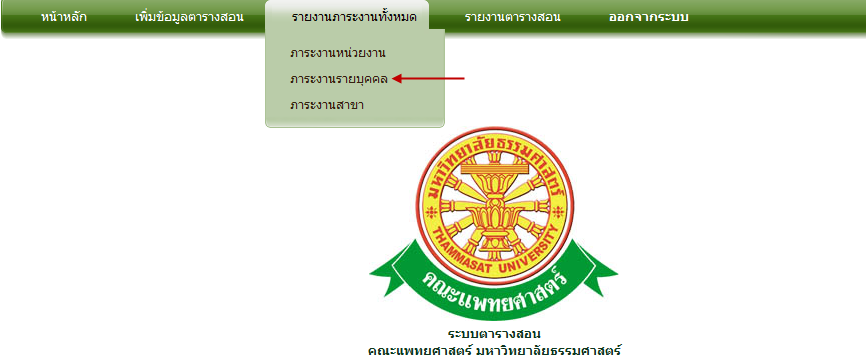 หน้าหลัก เพิ่มข้อมูลตารางสอน รายงานภาระงานทั้งหมด รายงานตารางสอน ออกจากระบบ
ภาระงานหน่วยงาน
ภาระงานรายบุคคล
ภาระงานสาขา
มหาวิทยาลัยธรรมศาสตร์
THAMMASAT UNIVERSITY
คณะแพทยศาสตร์
ระบบตารางสอน
คณะแพทยศาสตร์ มหาวิทยาลัยธรรมศาสตร์